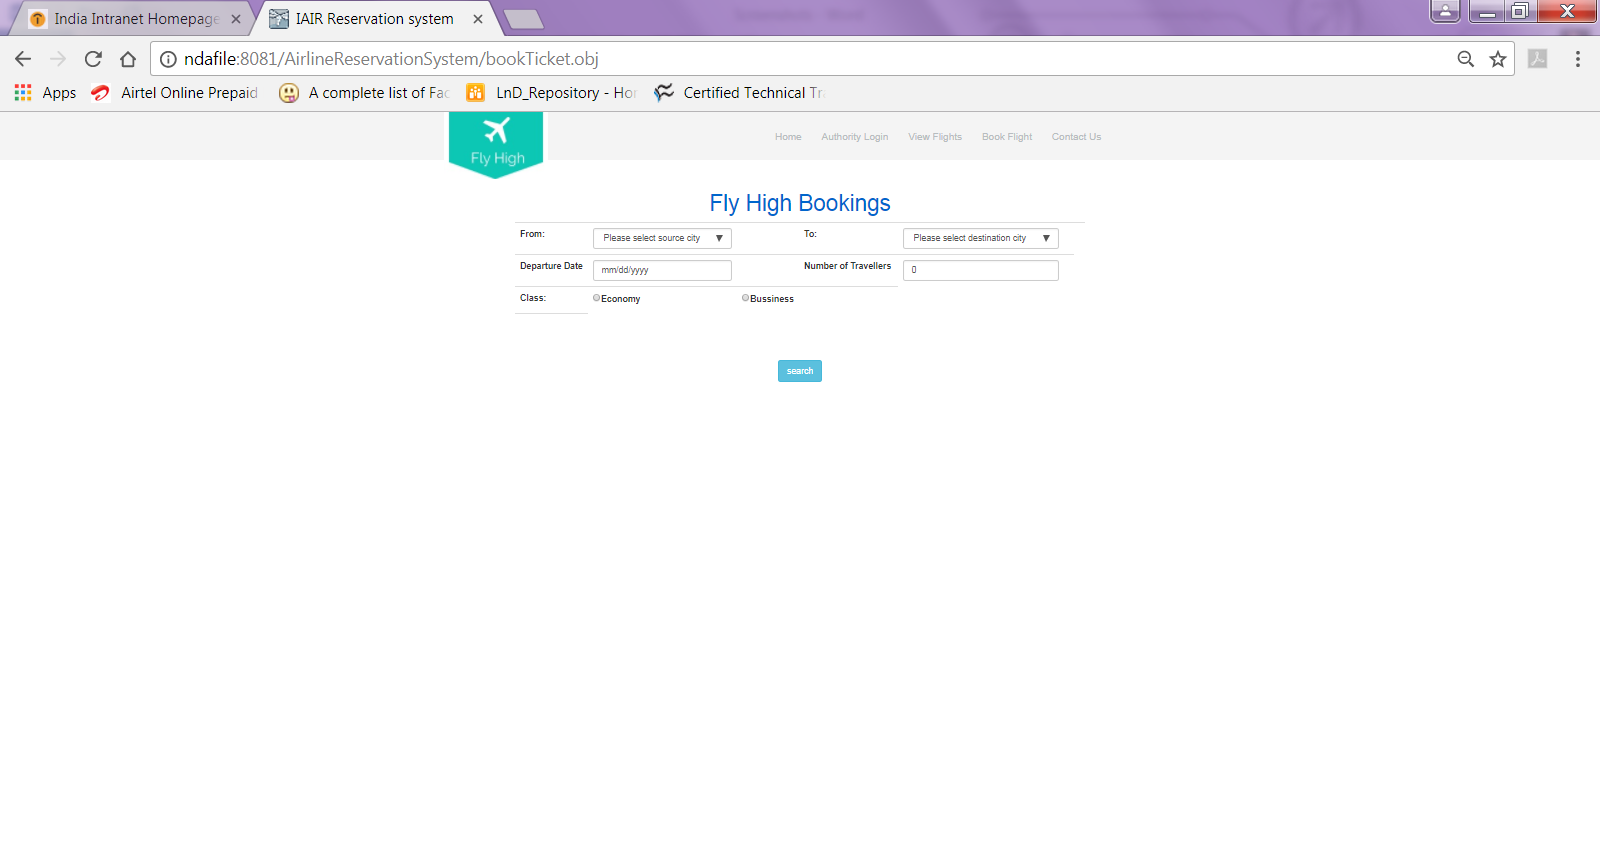 India Intranet Homepage
IAIR Reservation system
ndafile:8081/AirlineReservationSystem/bookTicket.obj
Apps
Airtel Online Prepaid
A complete list of Fac
LnD_Repository - Hor
Certified Technical Tr
Fly High
Home
Authority Login
View Flights
Book Flight
Contact Us
Fly High Bookings
From:
Please select source city
To:
Please select destination city
Departure Date
mm/dd/yyyy
Number of Travellers
0
Class:
Economy
Bussiness
search